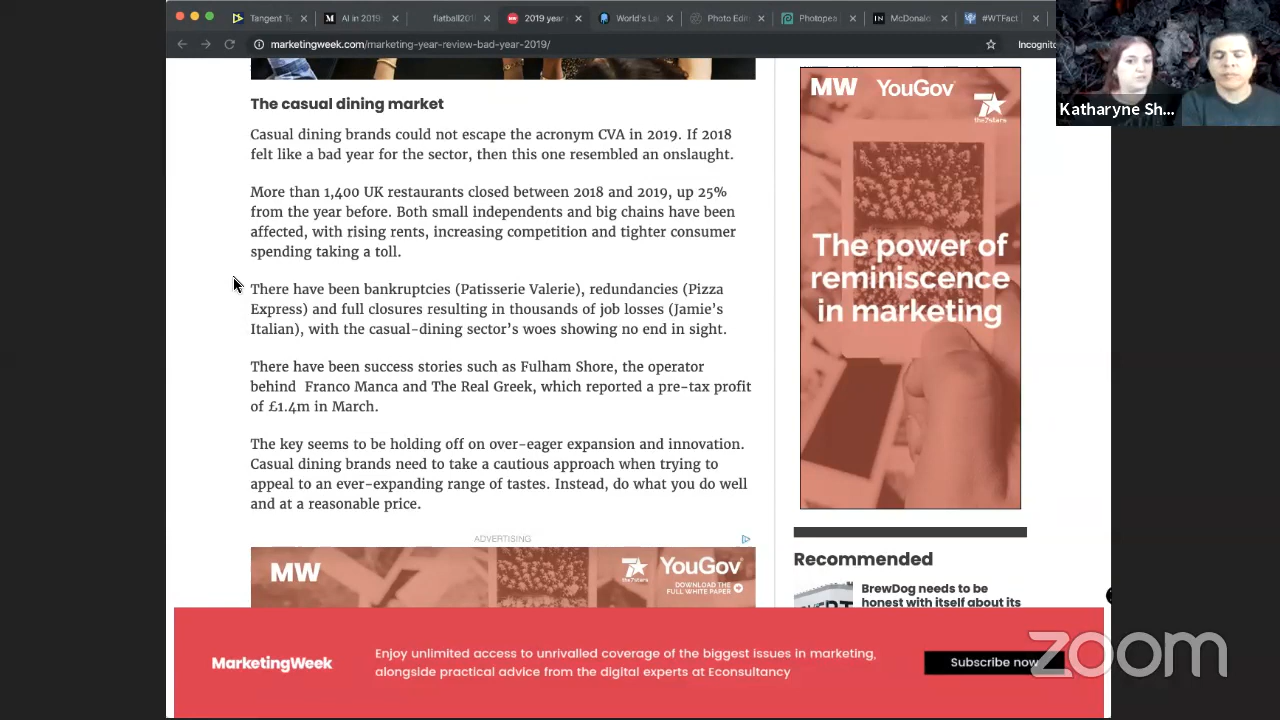 Tangent Te
AI in 2019
flatball201
2019 year
World's La
Photo Edit
Photopea
McDonald
#WTFact
marketingweek.com/marketing-year-review-bad-year-2019/
Incognito
Katharyne Sh...
The casual dining market
Casual dining brands could not escape the acronym CVA in 2019. If 2018
felt like a bad year for the sector, then this one resembled an onslaught.
More than 1,400 UK restaurants closed between 2018 and 2019, up 25%
from the year before. Both small independents and big chains have been
affected, with rising rents, increasing competition and tighter consumer
spending taking a toll.
There have been bankruptcies (Patisserie Valerie), redundancies (Pizza
Express) and full closures resulting in thousands of job losses (Jamie's
Italian), with the casual-dining sector's woes showing no end in sight.
There have been success stories such as Fulham Shore, the operator
behind Franco Manca and The Real Greek, which reported a pre-tax profit
of £1.4m in March.
The key seems to be holding off on over-eager expansion and innovation.
Casual dining brands need to take a cautious approach when trying to
appeal to an ever-expanding range of tastes. Instead, do what you do well
and at a reasonable price.
ADVERTISING
MW
YouGov
the7stars
DOWNLOAD THE
FULL WHITE PAPER
MW YouGov
the7stars
The power of
reminiscence
in marketing
Recommended
BrewDog needs to be
honest with itself about its
MarketingWeek
Enjoy unlimited access to unrivalled coverage of the biggest issues in marketing,
alongside practical advice from the digital experts at Econsultancy
Subscribe now
zoom